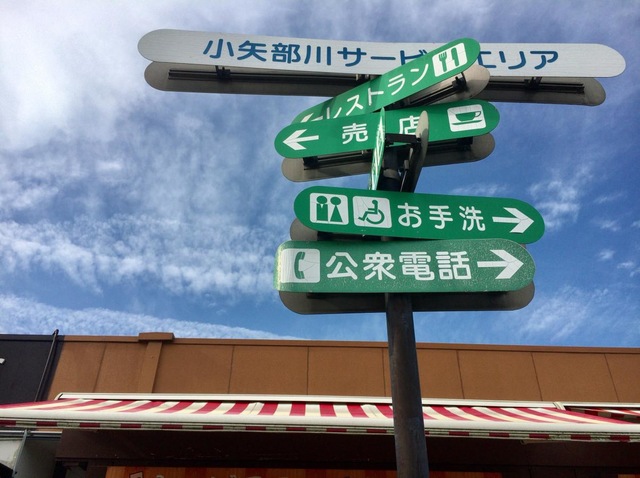 小矢部川サービスエリア
レストラン
売店
お手洗
公衆電話